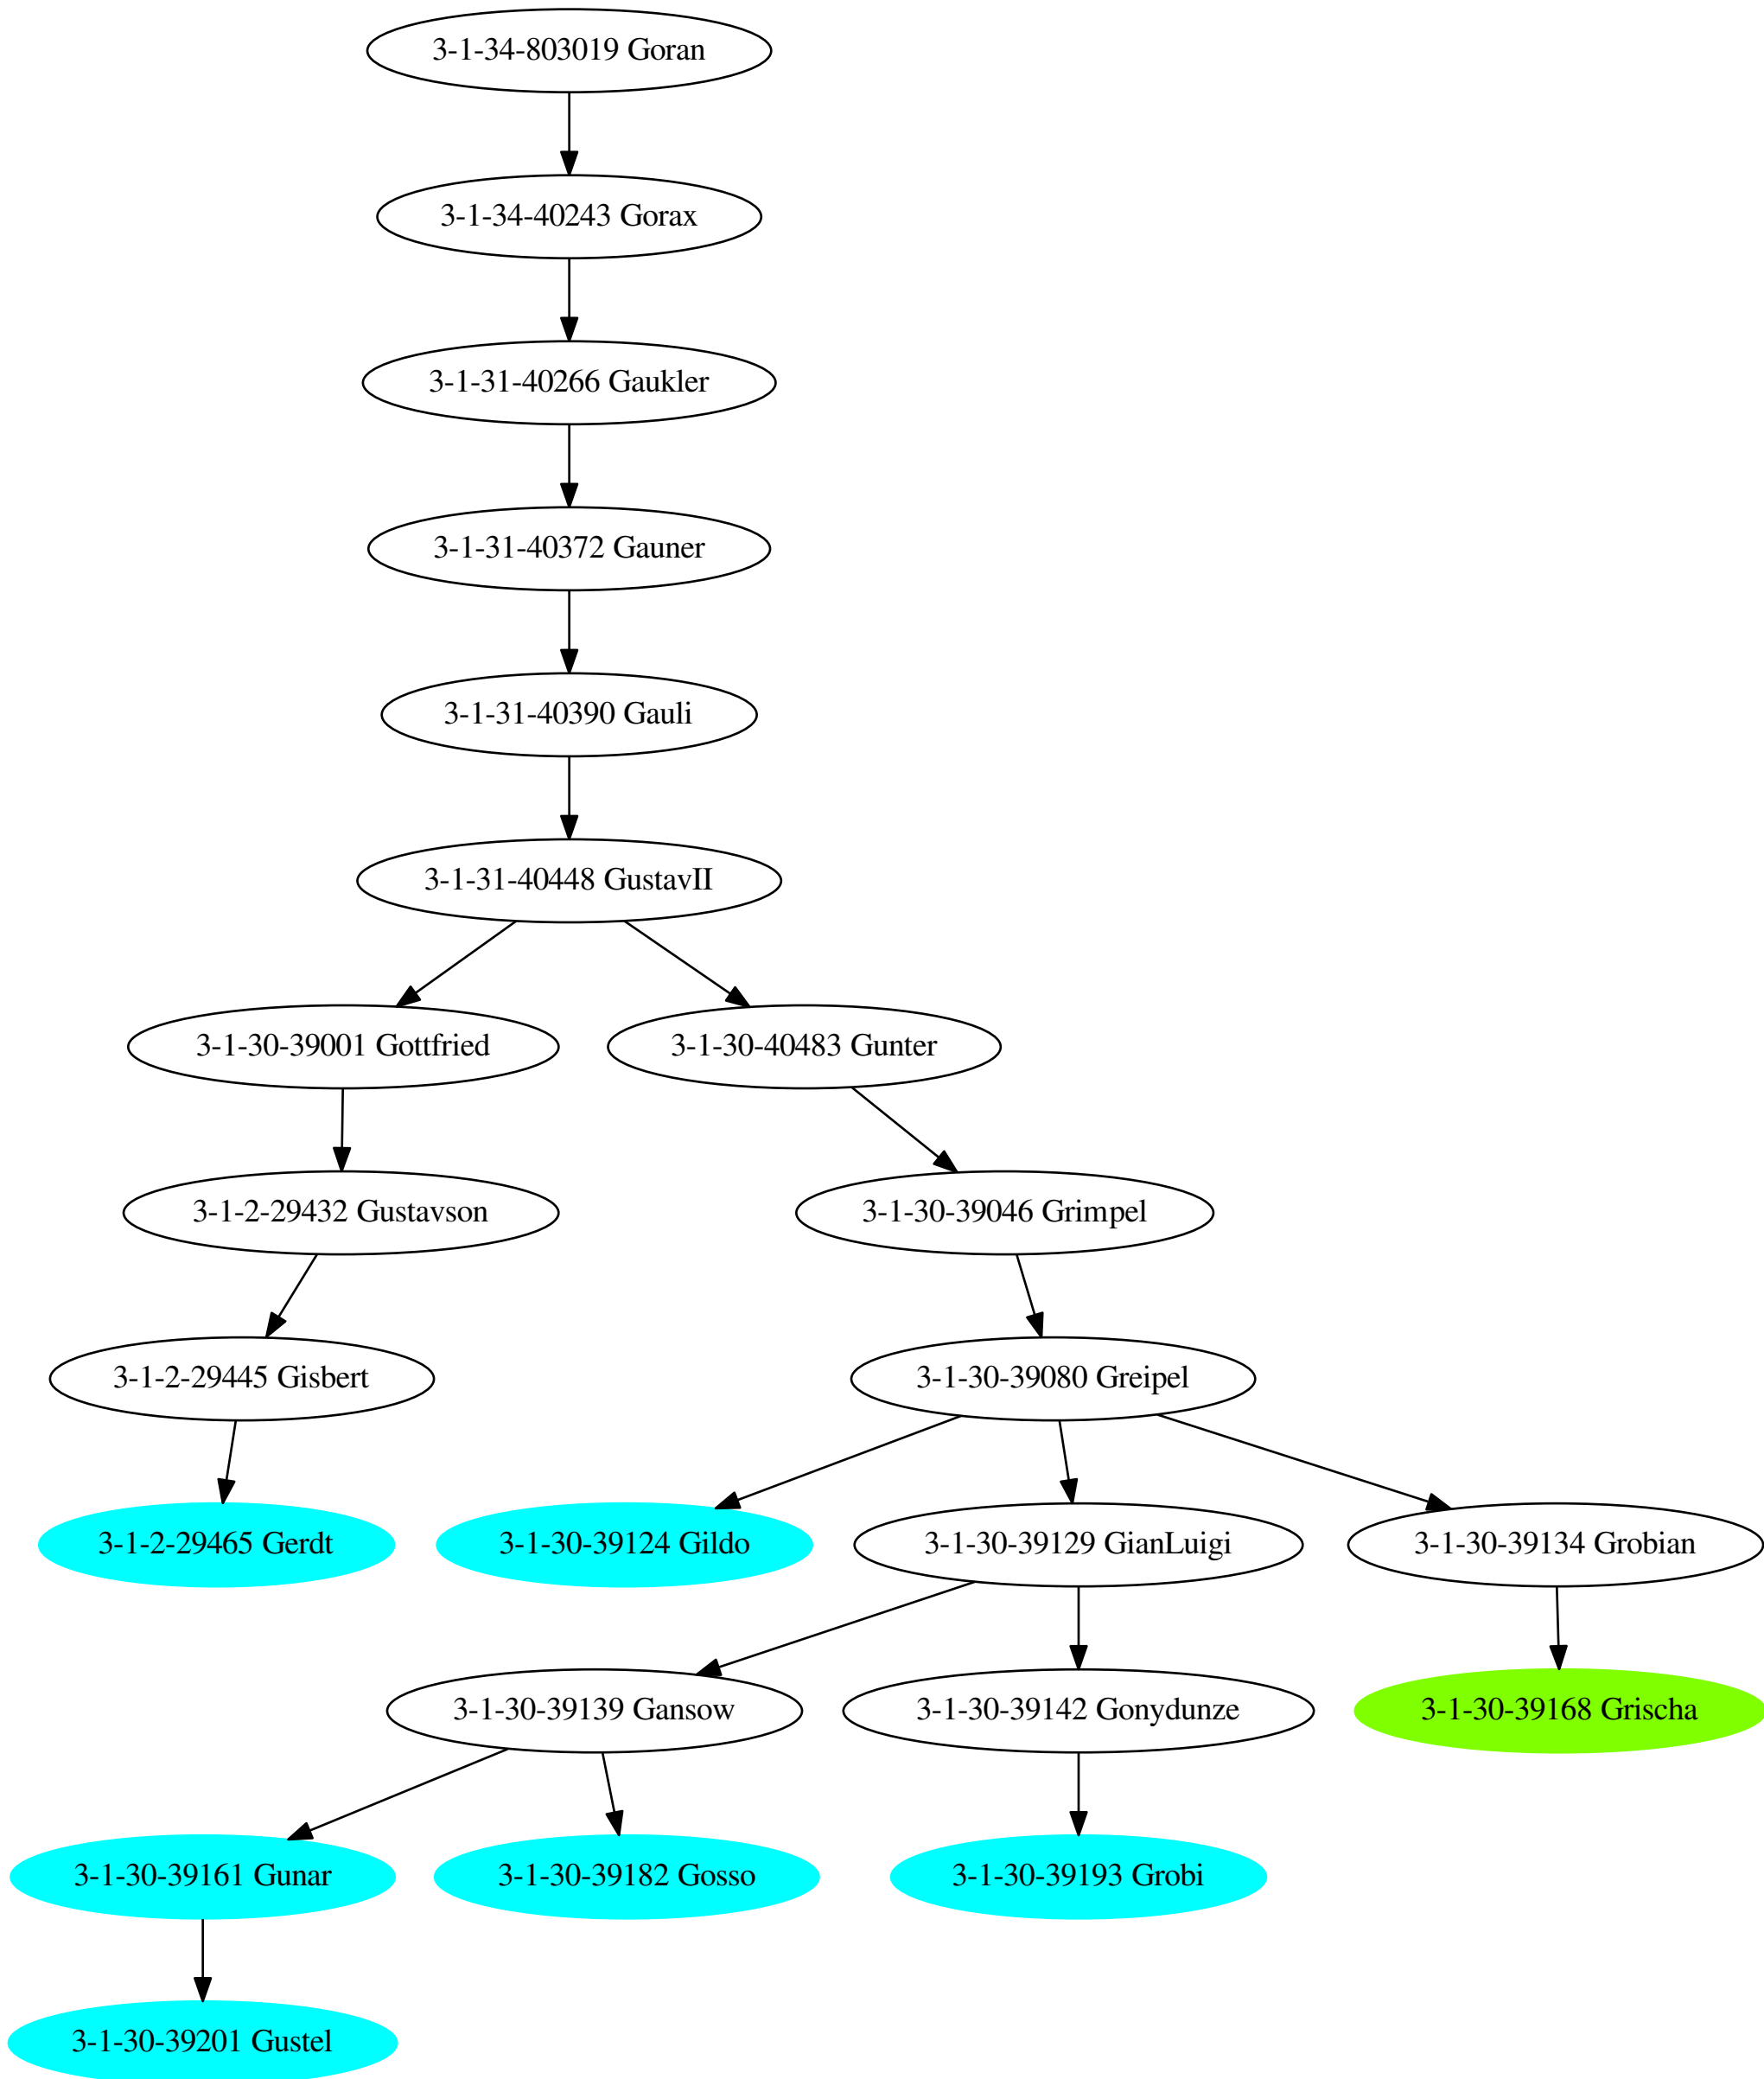 3-1-34-803019 Goran
3-1-34-40243 Gorax
3-1-31-40266 Gaukler
3-1-31-40372 Gauner
3-1-31-40390 Gauli
3-1-31-40448 GustavII
3-1-30-39001 Gottfried
3-1-30-40483 Gunter
3-1-2-29432 Gustavson
3-1-30-39046 Grimpel
3-1-2-29445 Gisbert
3-1-30-39080 Greipel
3-1-2-29465 Gerdt
3-1-30-39124 Gildo
3-1-30-39129 GianLuigi
3-1-30-39134 Grobian
3-1-30-39139 Gansow
3-1-30-39142 Gonydunze
3-1-30-39168 Grischa
3-1-30-39161 Gunar
3-1-30-39182 Gosso
3-1-30-39193 Grobi
3-1-30-39201 Gustel